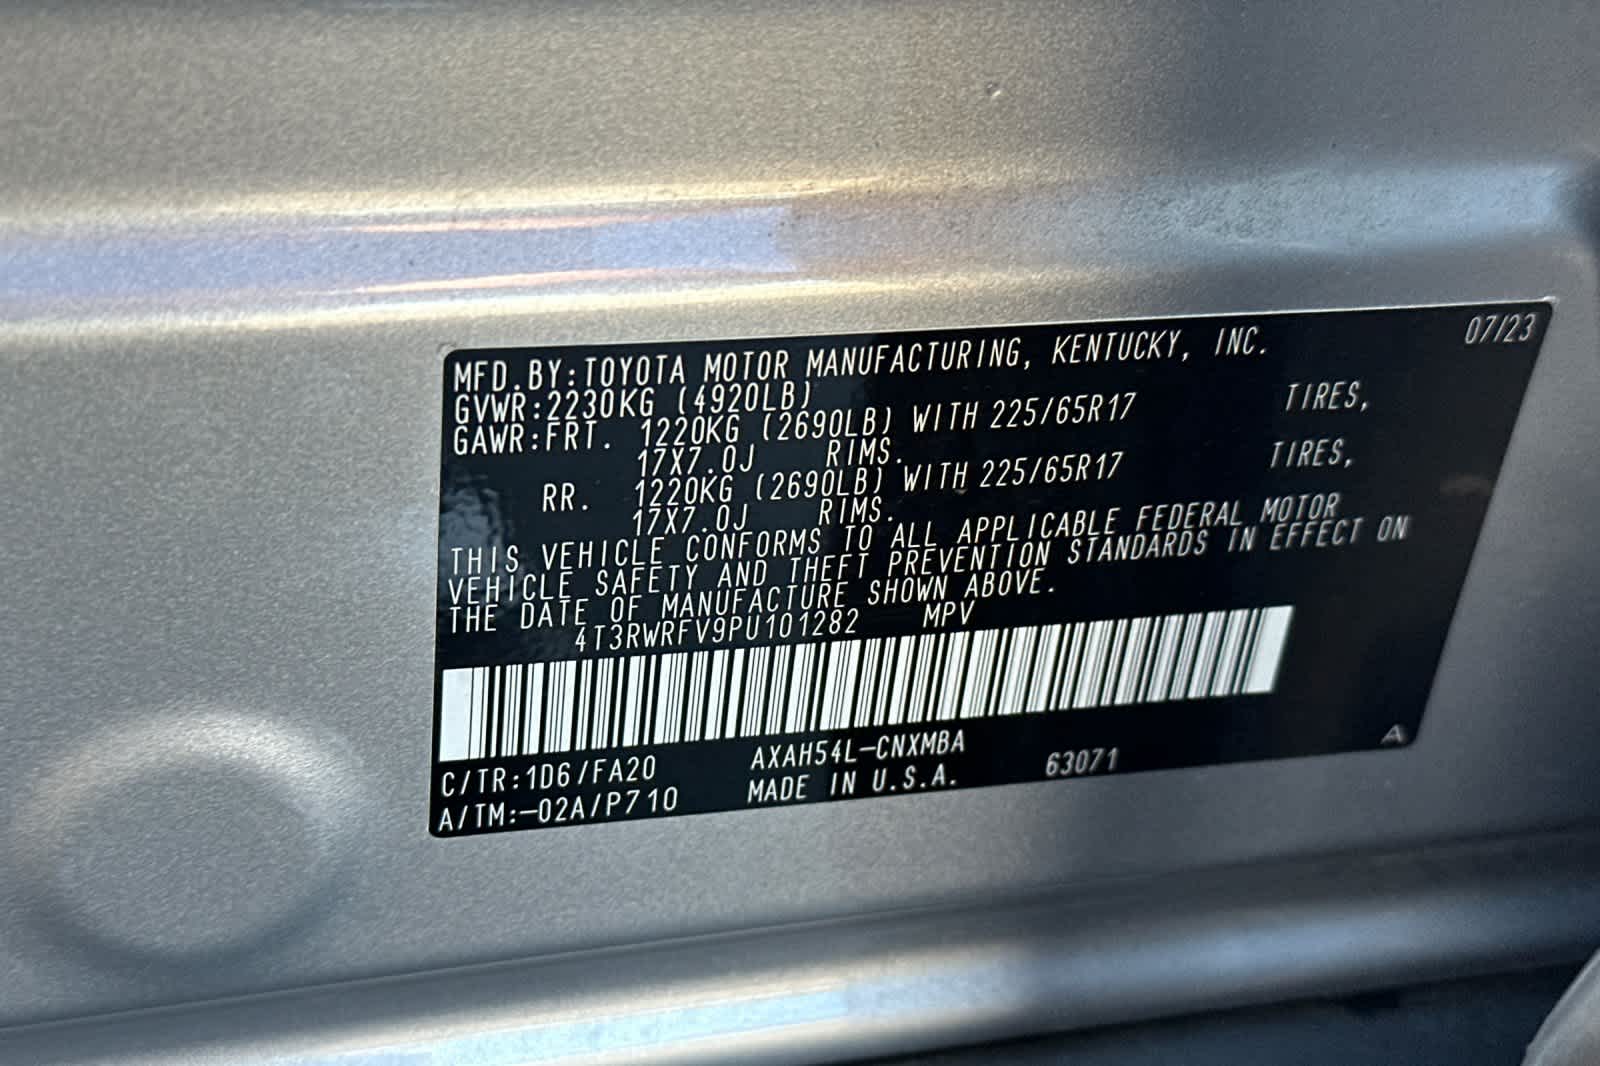 07/23
MFD.BY:TOYOTA MOTOR MANUFACTURING, KENTUCKY, INC.
GVWR:2230KG (4920LB)
GAWR:FRT. 1220KG (2690LB) WITH 225/65R17 TIRES,
17X7.0J RIMS.
RR. 1220KG (2690LB) WITH 225/65R17 TIRES,
17X7.0J RIMS.
THIS VEHICLE CONFORMS TO ALL APPLICABLE FEDERAL MOTOR
VEHICLE SAFETY AND THEFT PREVENTION STANDARDS IN EFFECT ON
THE DATE OF MANUFACTURE SHOWN ABOVE.
4T3RWRFV9PU101282 MPV
C/TR:1D6/FA20 AXAH54L-CNXMBA 63071 A
A/TM:-02A/P710 MADE IN U.S.A.